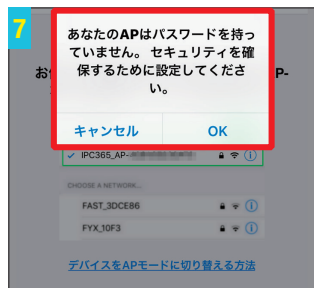 7
あなたのAPはパスワードを持っ
ていません。セキュリティを確
保するために設定してくださ
い。
お
P-
キャンセル OK
IPC365_AP-
CHOOSE A NETWORK...
FAST_3DCE86
FYX_10F3
デバイスをAPモードに切り替える方法